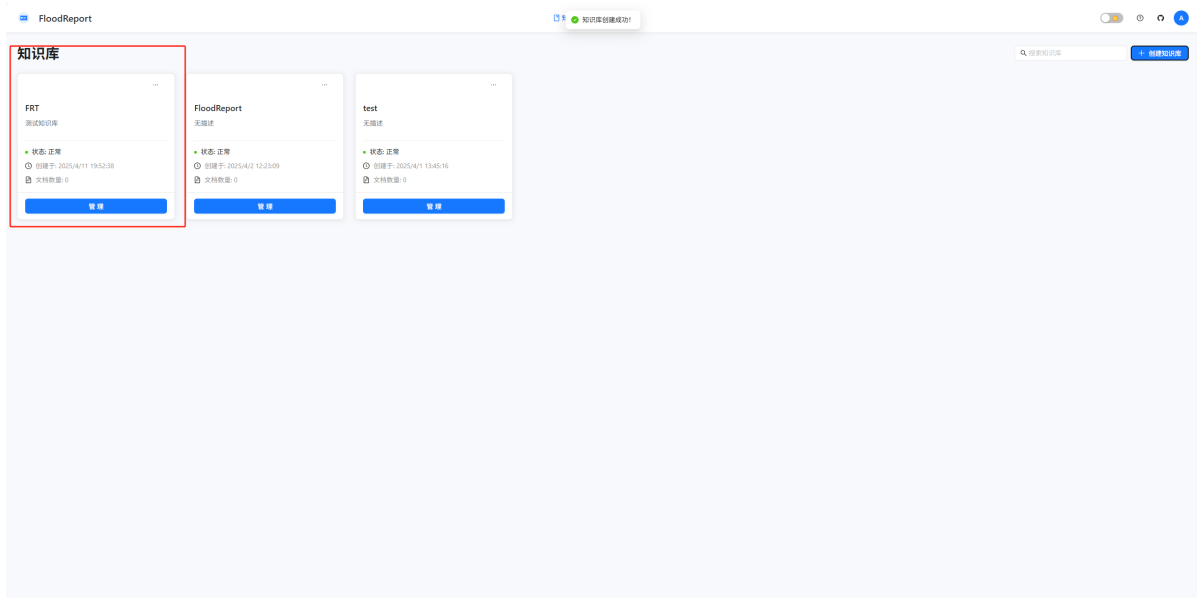 FloodReport
知识库创建成功!
A
知识库
搜索知识库
+ 创建知识库
...
FRT
测试知识库
状态: 正常
创建于: 2025/4/11 19:52:38
文档数量: 0
管 理
...
FloodReport
无描述
状态: 正常
创建于: 2025/4/2 12:23:09
文档数量: 0
管 理
...
test
无描述
状态: 正常
创建于: 2025/4/1 13:45:16
文档数量: 0
管 理